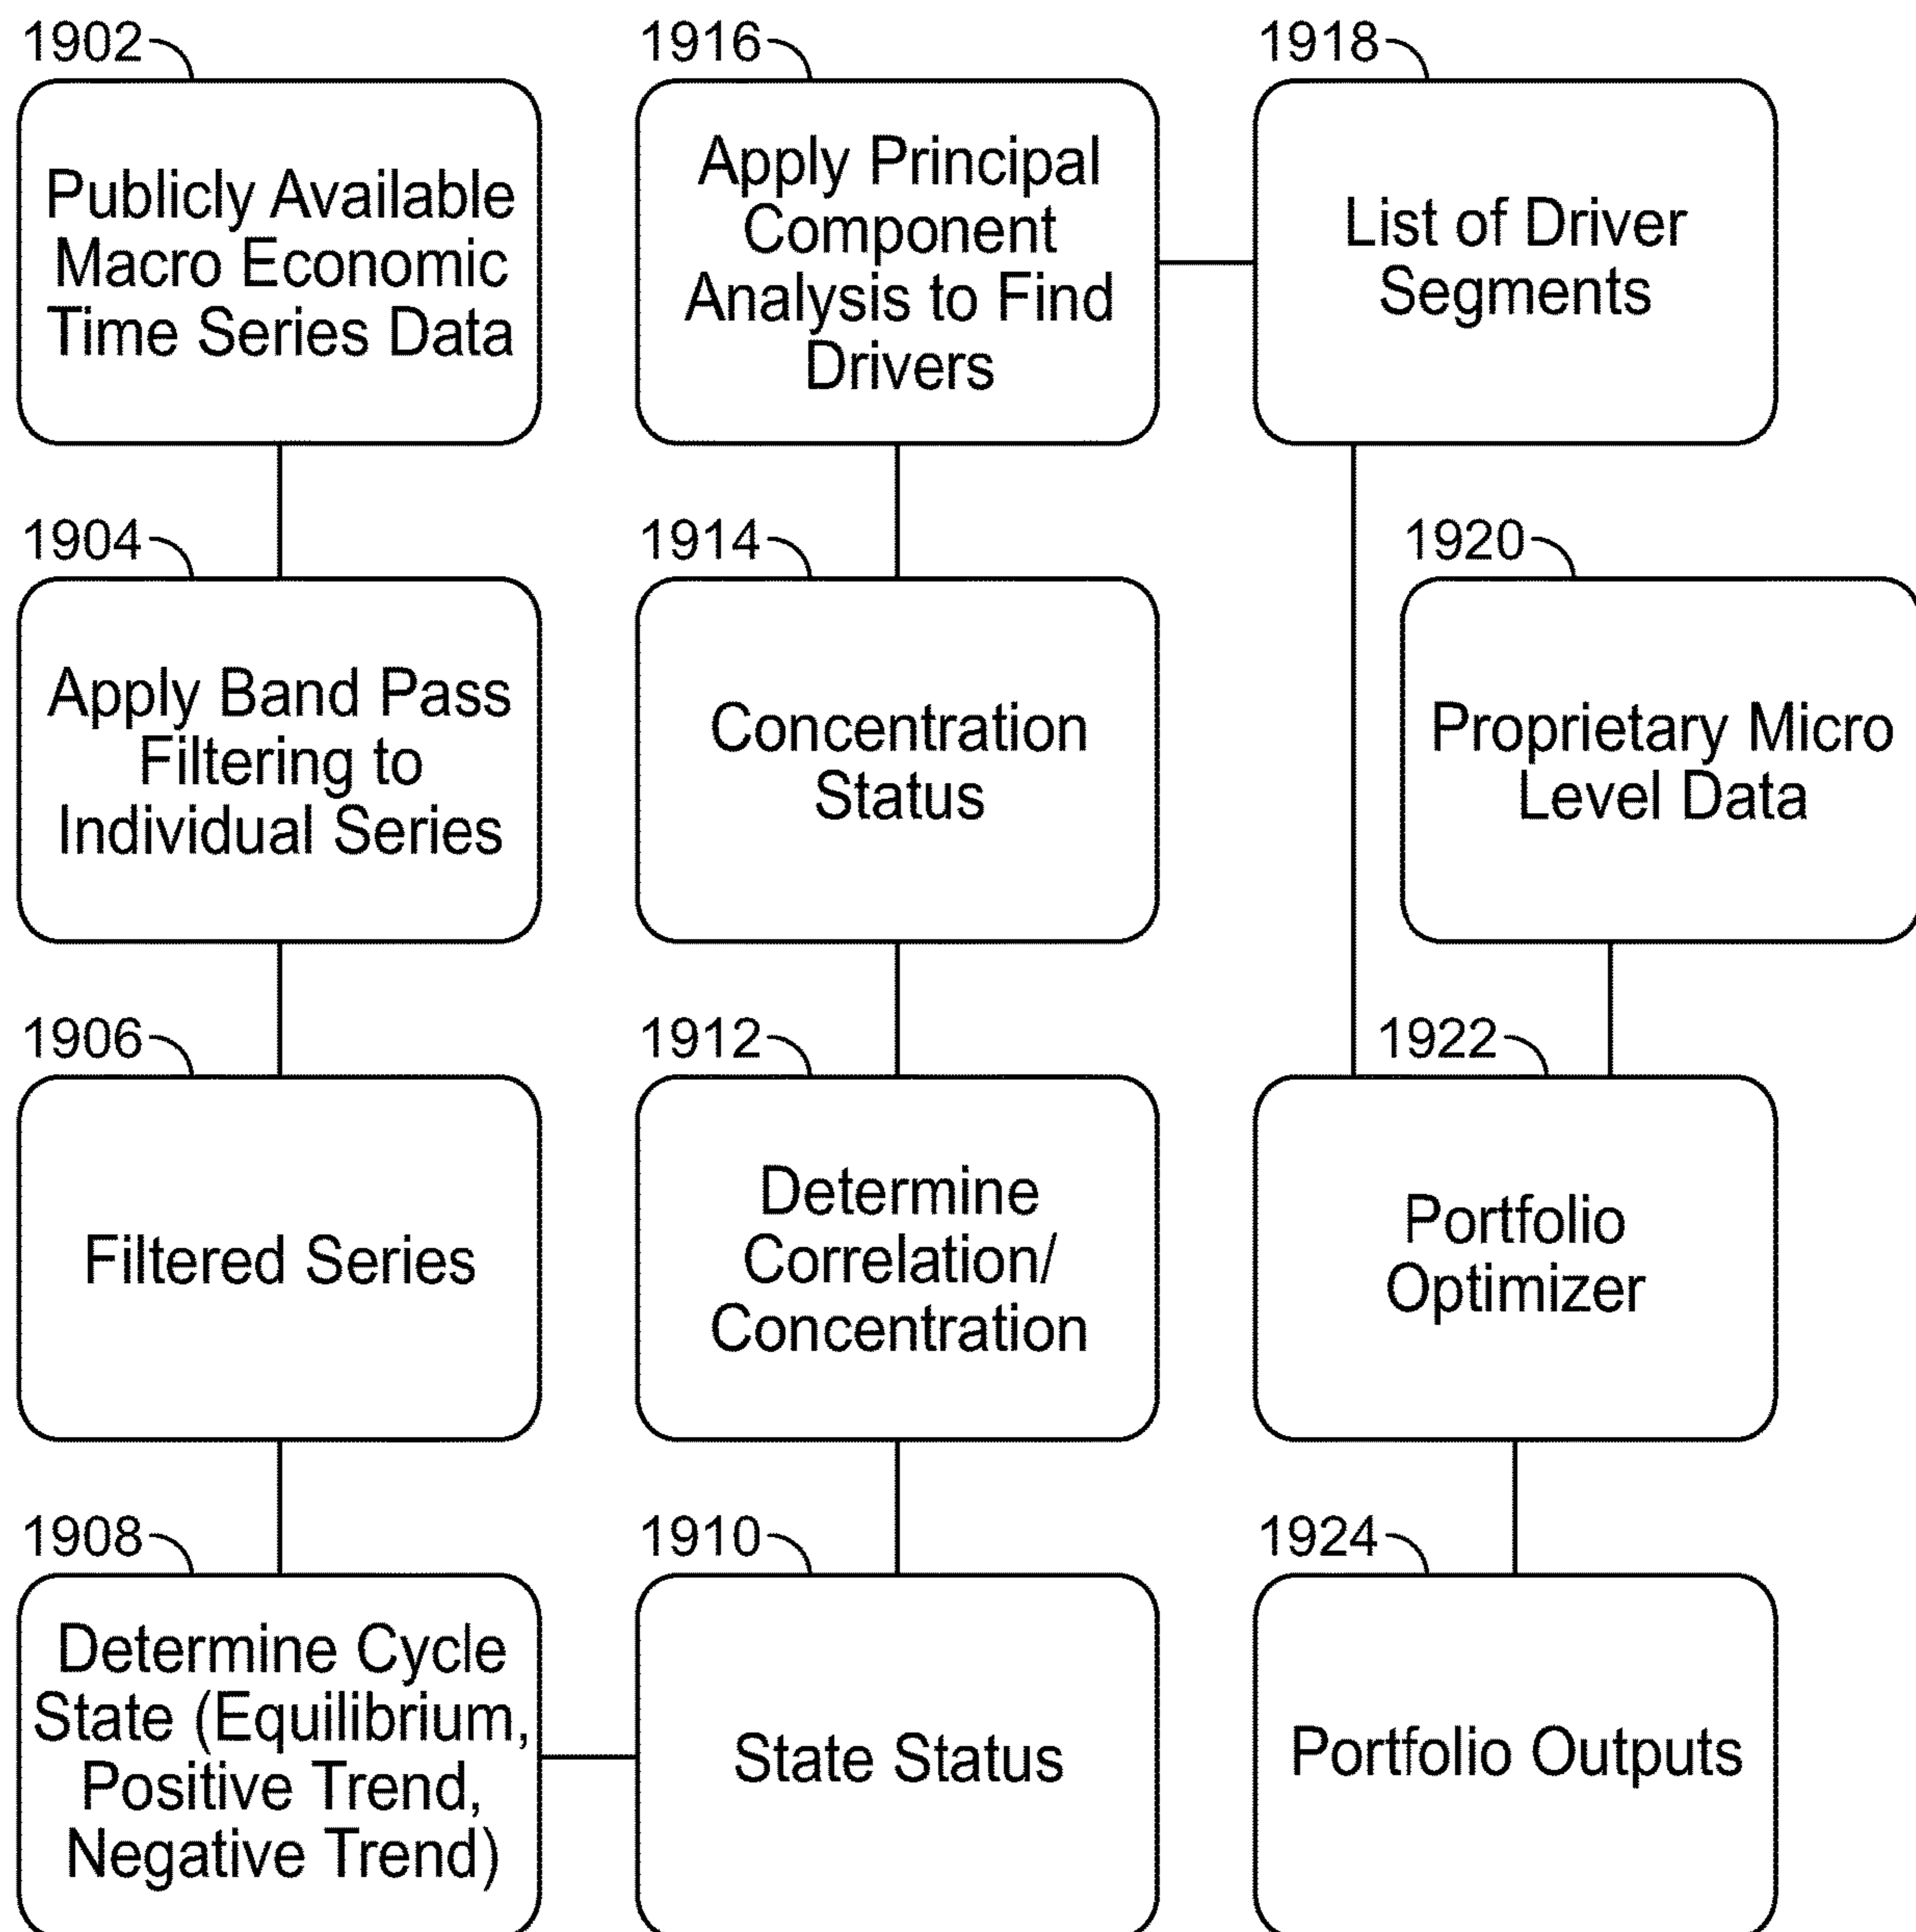 1902
Publicly Available
Macro Economic
Time Series Data
1904
Apply Band Pass
Filtering to
Individual Series
1906
Filtered Series
1908
Determine Cycle
State (Equilibrium,
Positive Trend,
Negative Trend)
1910
State Status
1912
Determine
Correlation/
Concentration
1914
Concentration
Status
1916
Apply Principal
Component
Analysis to Find
Drivers
1918
List of Driver
Segments
1920
Proprietary Micro
Level Data
1922
Portfolio
Optimizer
1924
Portfolio Outputs